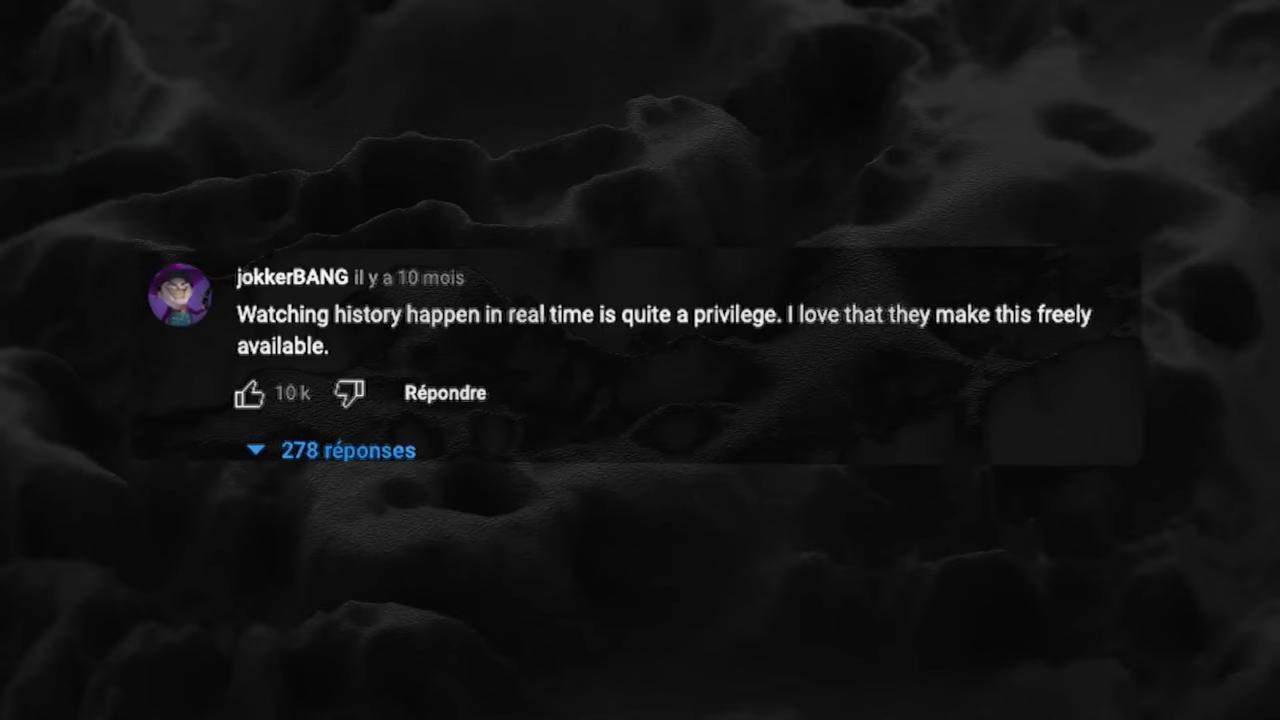 jokkerBANG il y a 10 mois
Watching history happen in real time is quite a privilege. I love that they make this freely
available.
10 k
Répondre
278 réponses